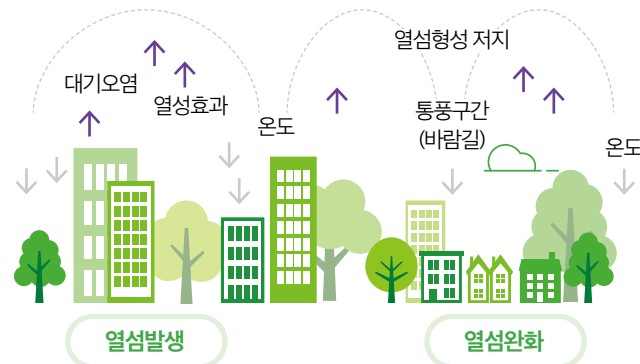 열섬형성 저지
대기오염
열성효과
온도
통풍구간
(바람길)
온도
열섬발생
열섬완화